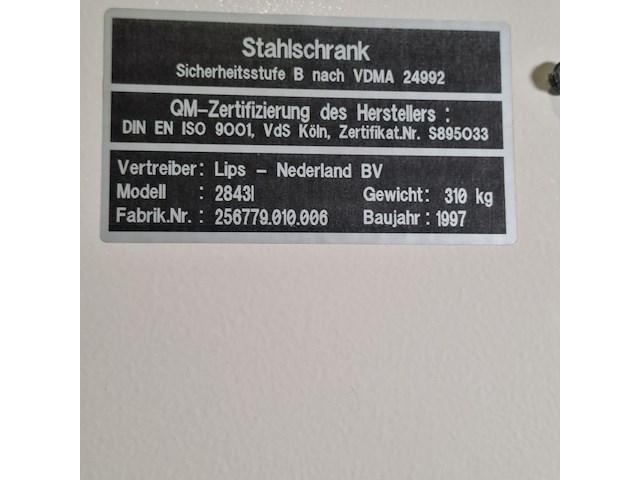 Stahlschrank
Sicherheitsstufe B nach VDMA 24992
QM-Zertifizierung des Herstellers :
DIN EN ISO 9001, VdS Köln, Zertifikat.Nr. S895033
Vertreiber: Lips - Nederland BV
Modell : 2843I Gewicht: 310 kg
Fabrik.Nr. : 256779.010.006 Baujahr: 1997